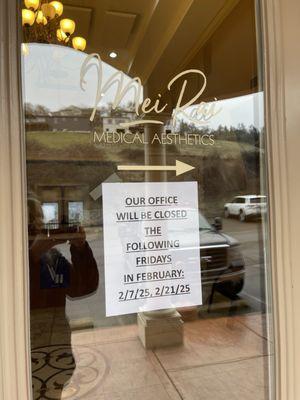 Mei Rari
MEDICAL AESTHETICS
OUR OFFICE
WILL BE CLOSED
THE
FOLLOWING
FRIDAYS
IN FEBRUARY:
2/7/25, 2/21/25